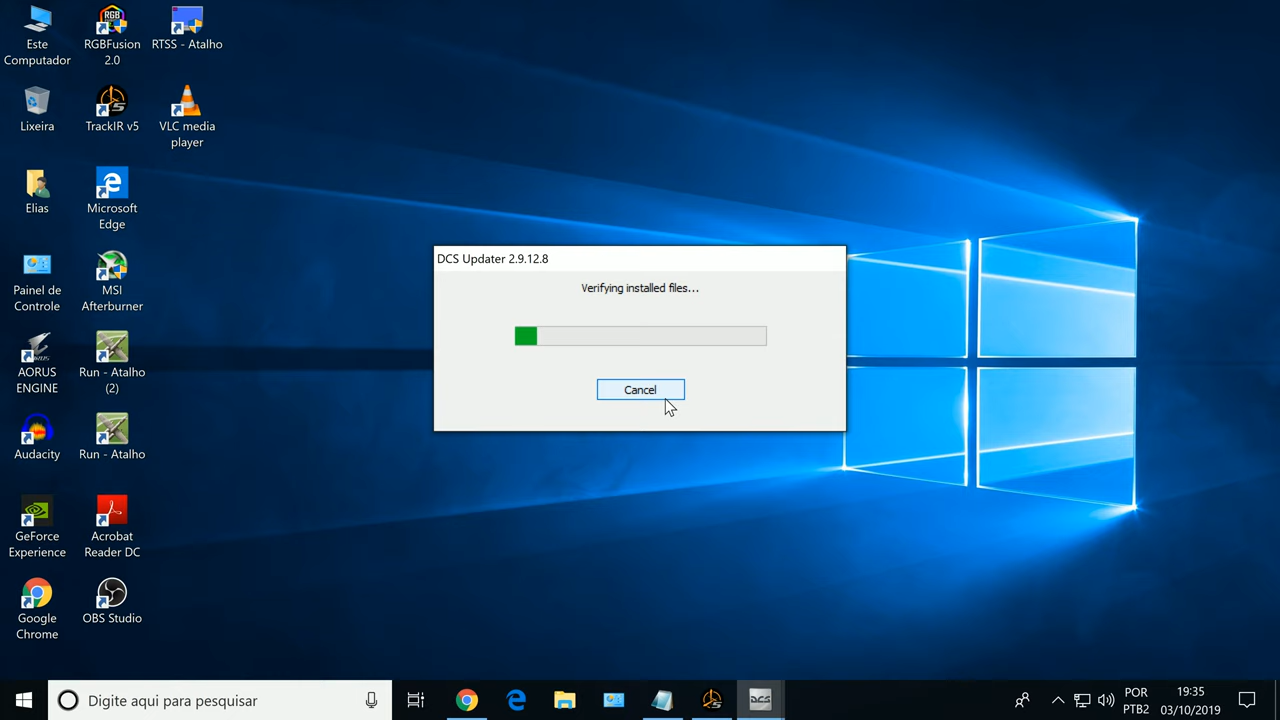 Este
Computador
RGBFusion
2.0
RTSS - Atalho
Lixeira
TrackIR v5
VLC media
player
Elias
Microsoft
Edge
Painel de
Controle
MSI
Afterburner
AORUS
ENGINE
Run - Atalho
(2)
Audacity
Run - Atalho
GeForce
Experience
Acrobat
Reader DC
Google
Chrome
OBS Studio
DCS Updater 2.9.12.8
Verifying installed files...
Cancel
Digite aqui para pesquisar
DCS
POR
PTB2
19:35
03/10/2019